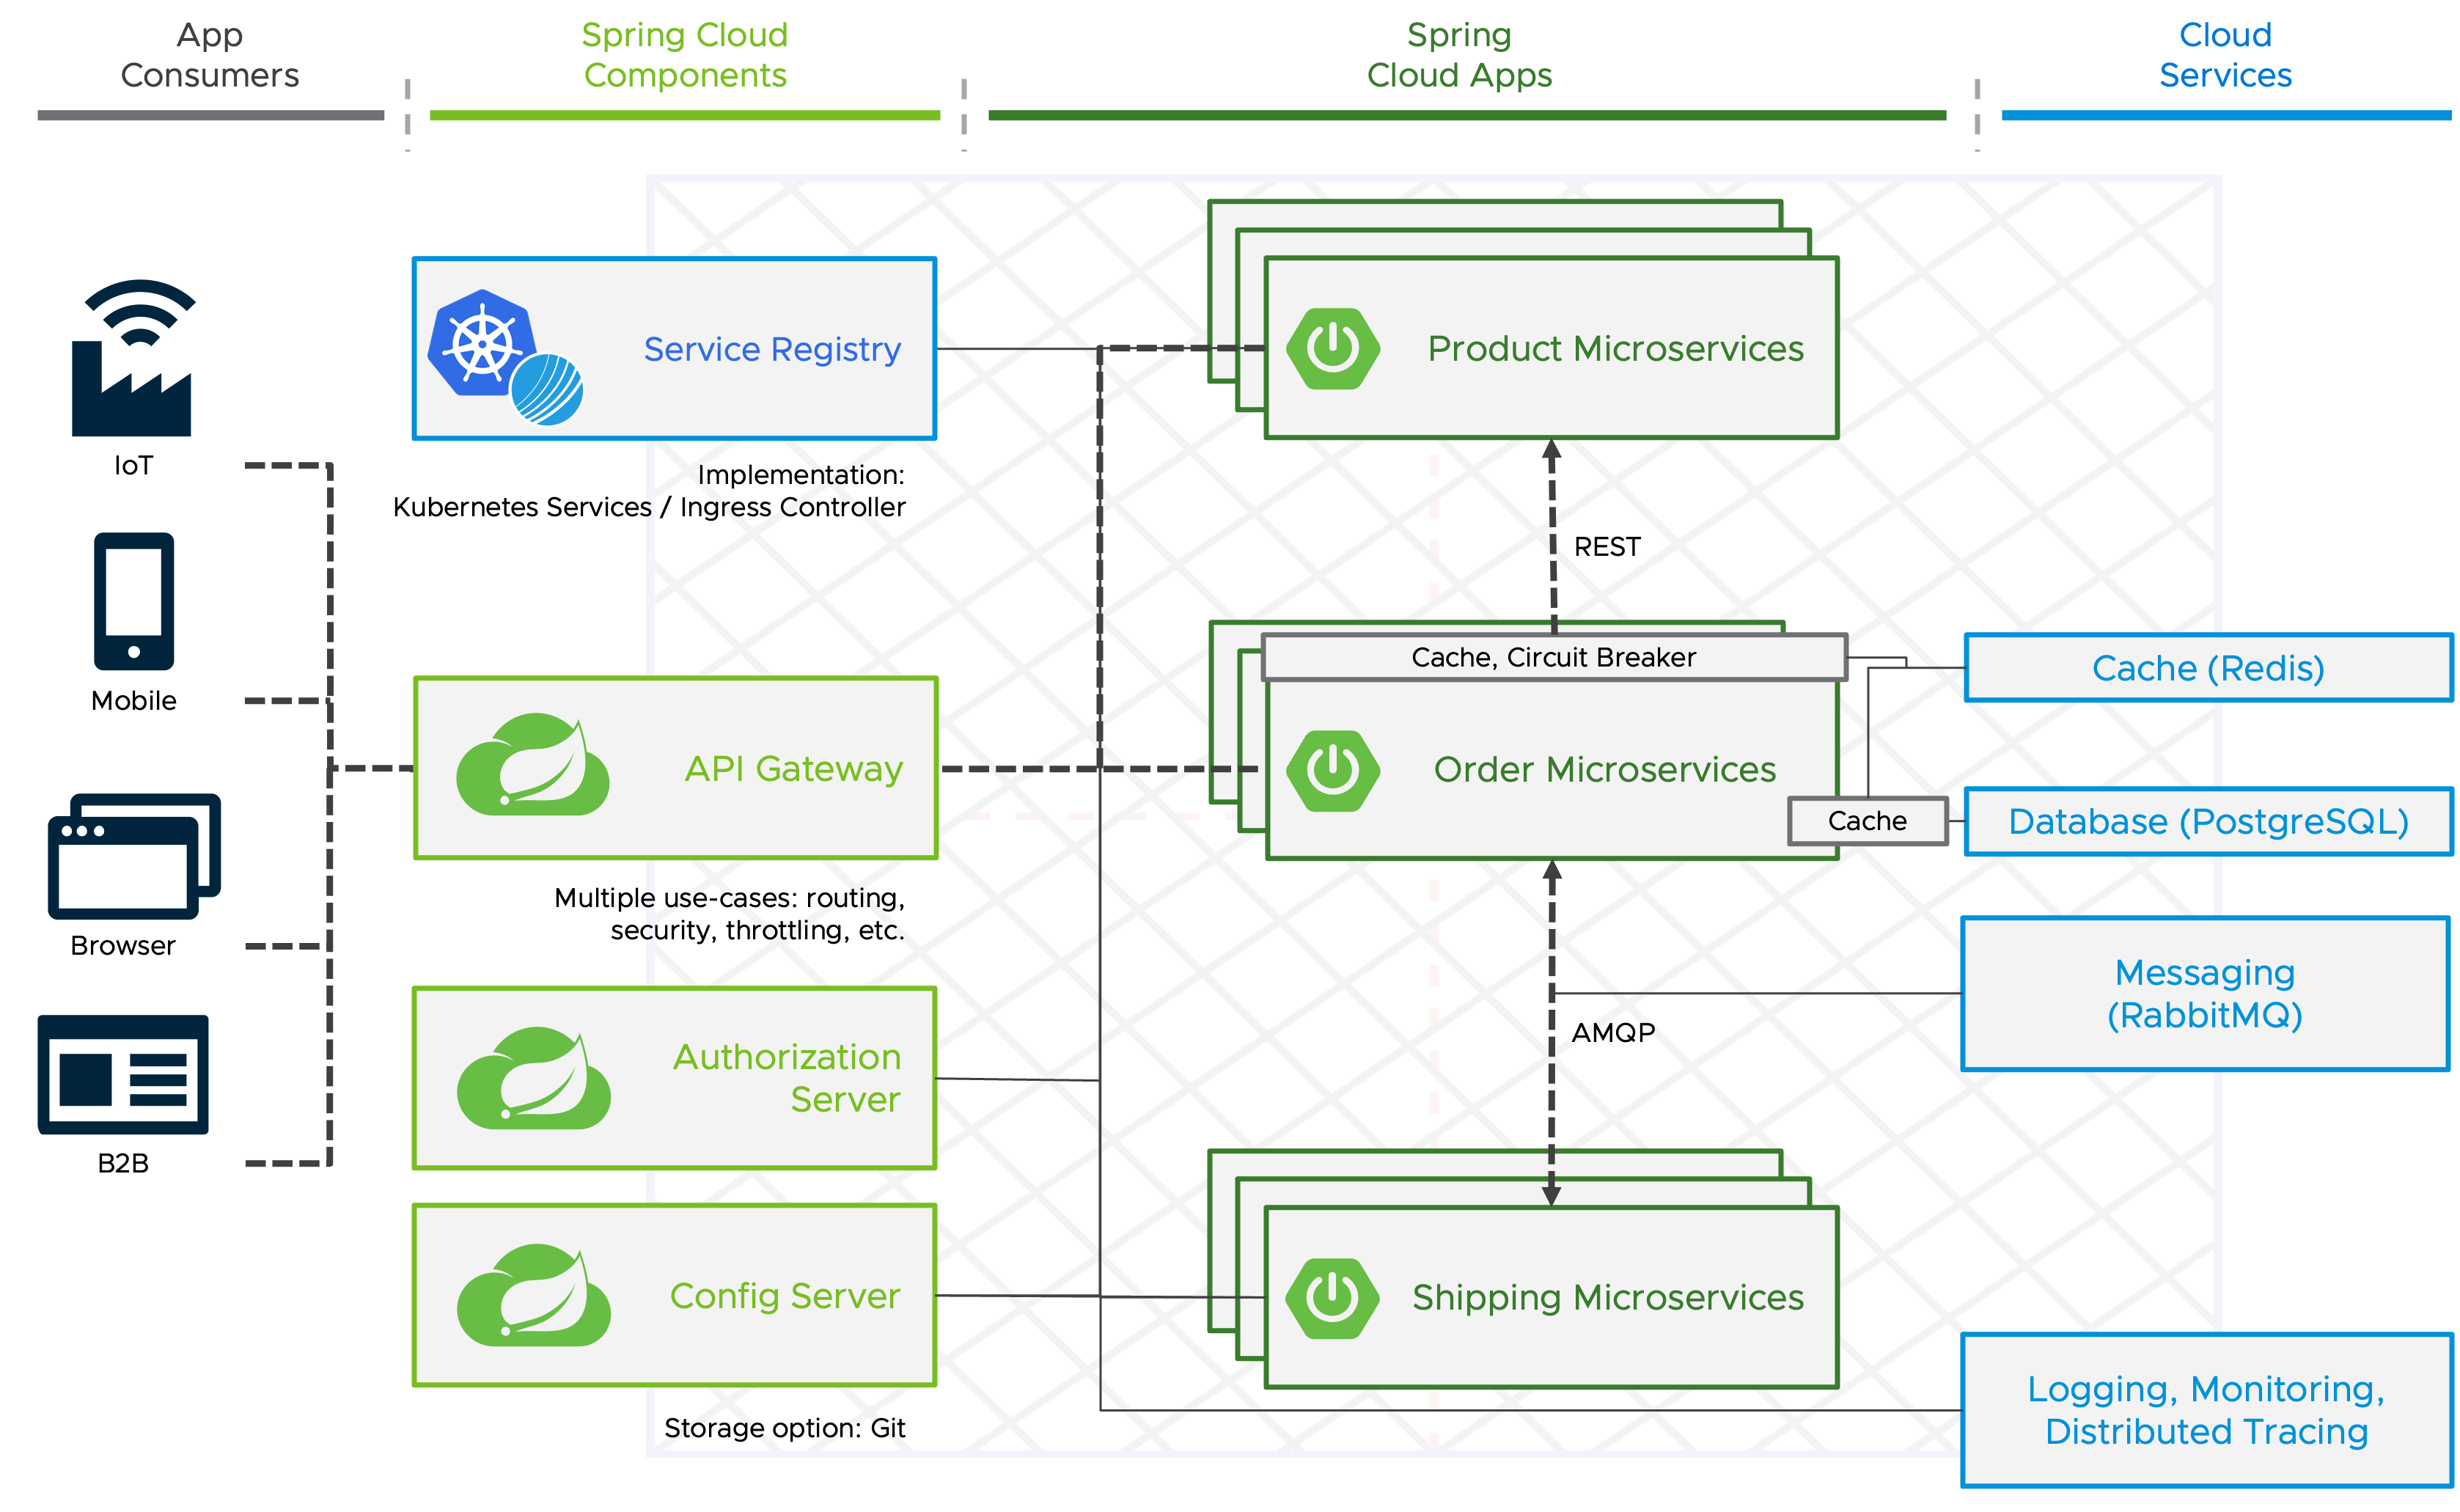 App
Consumers
Spring Cloud
Components
Spring
Cloud Apps
Cloud
Services
IoT
Mobile
Browser
B2B
Service Registry
Implementation:
Kubernetes Services / Ingress Controller
API Gateway
Multiple use-cases: routing,
security, throttling, etc.
Authorization
Server
Config Server
Storage option: Git
Product Microservices
REST
Cache, Circuit Breaker
Order Microservices
Cache
AMQP
Shipping Microservices
Cache (Redis)
Database (PostgreSQL)
Messaging
(RabbitMQ)
Logging, Monitoring,
Distributed Tracing